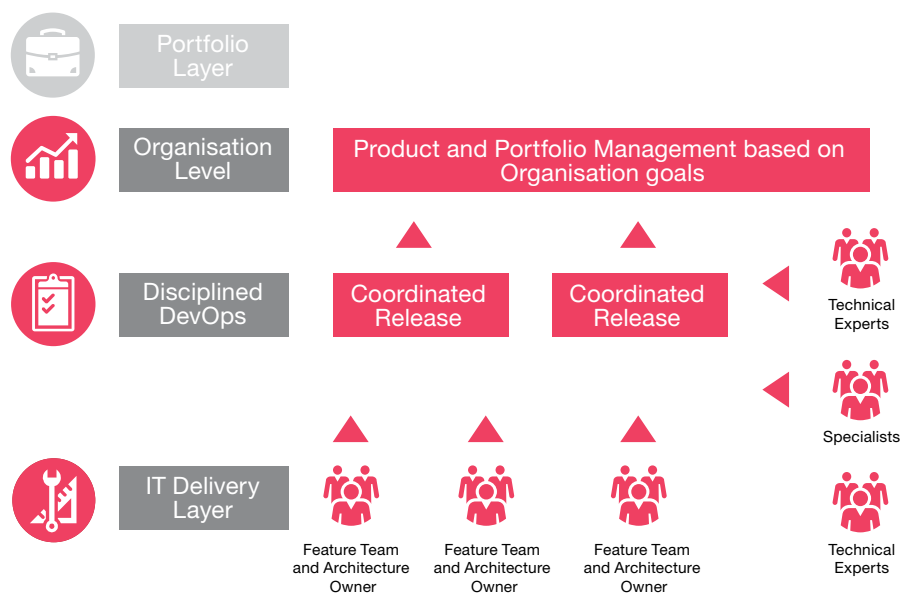 Portfolio
Layer
Organisation
Level
Product and Portfolio Management based on
Organisation goals
Disciplined
DevOps
Coordinated
Release
Coordinated
Release
Technical
Experts
Specialists
IT Delivery
Layer
Feature Team
and Architecture
Owner
Feature Team
and Architecture
Owner
Feature Team
and Architecture
Owner
Technical
Experts